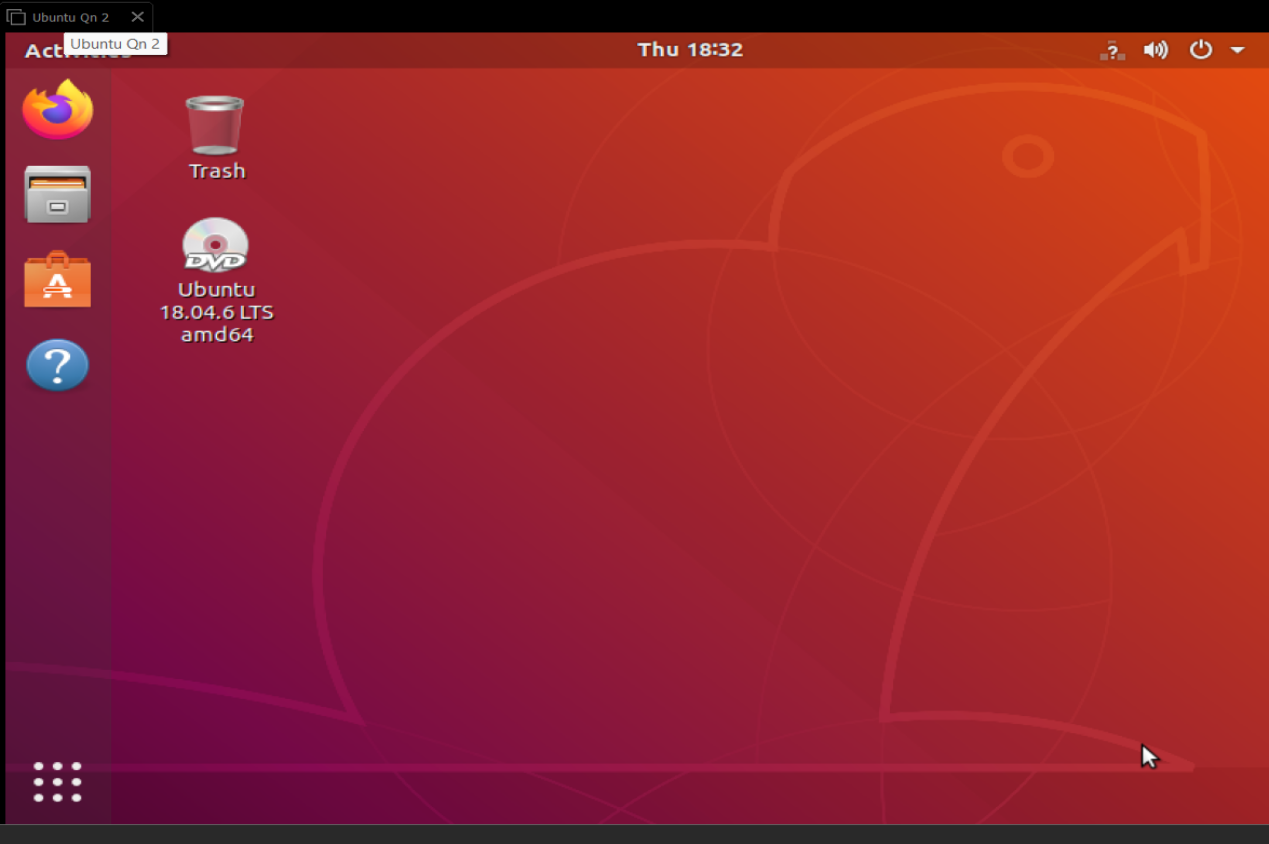 Ubuntu Qn 2
Ubuntu Qn 2
Thu 18:32
?
Trash
DVD
Ubuntu
18.04.6 LTS
amd64
A
?